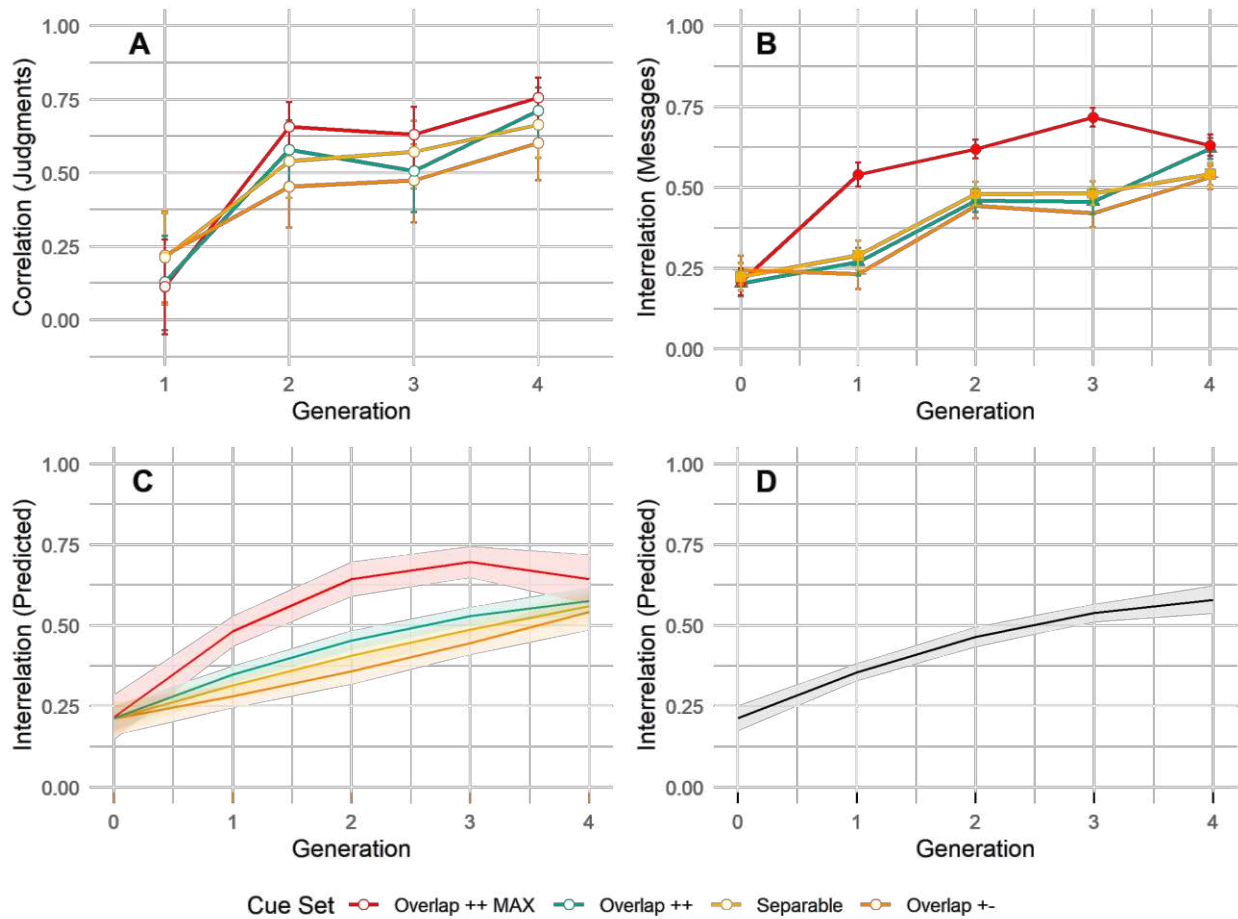 A
1.00
0.75
0.50
0.25
0.00
Correlation (Judgments)
1 2 3 4
Generation
B
1.00
0.75
0.50
0.25
0.00
Interrelation (Messages)
0 1 2 3 4
Generation
C
1.00
0.75
0.50
0.25
0.00
Interrelation (Predicted)
0 1 2 3 4
Generation
D
1.00
0.75
0.50
0.25
0.00
Interrelation (Predicted)
0 1 2 3 4
Generation
Cue Set Overlap ++ MAX Overlap ++ Separable Overlap +-